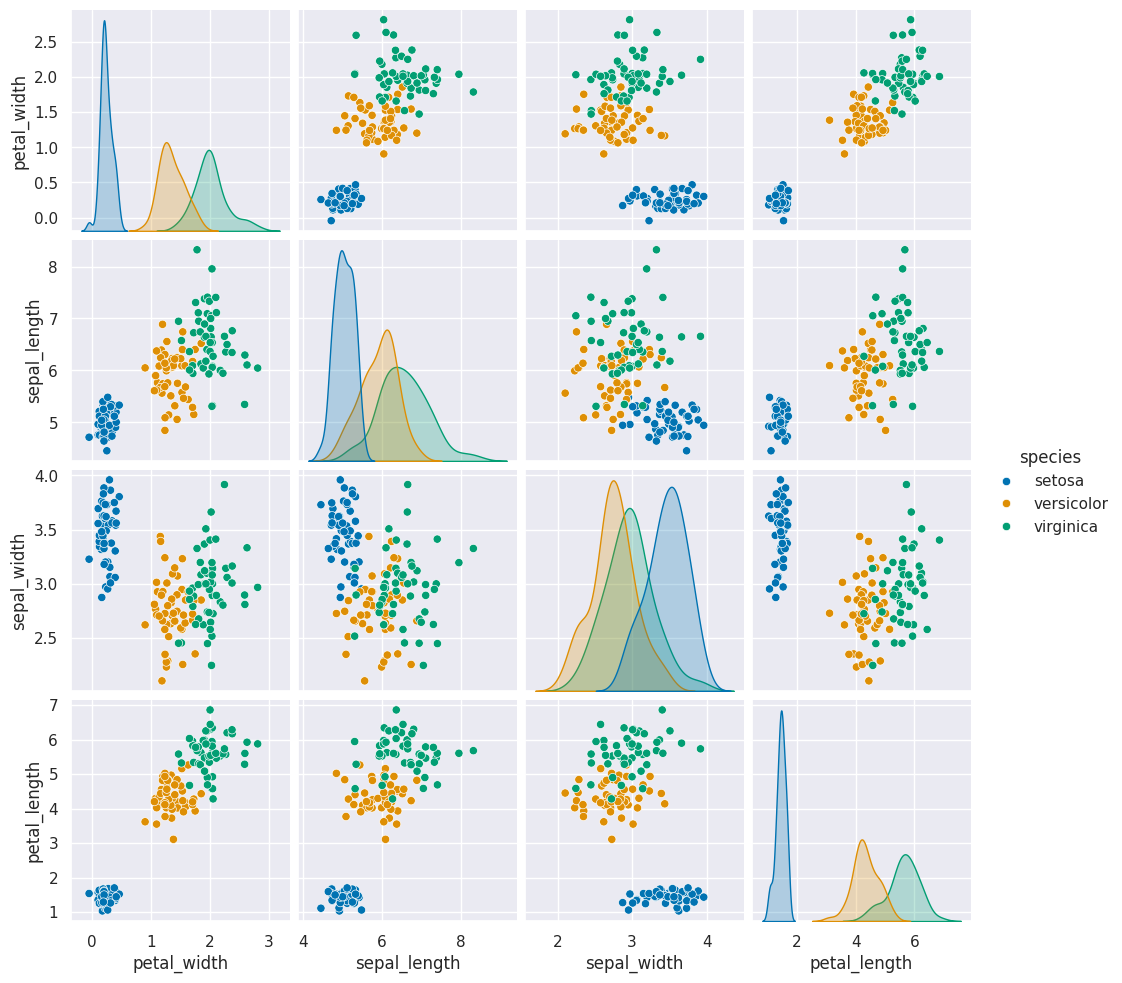 petal_width
2.5
2.0
1.5
1.0
0.5
0.0
sepal_length
8
7
6
5
species
setosa
versicolor
virginica
sepal_width
4.0
3.5
3.0
2.5
petal_length
7
6
5
4
3
2
1
0 1 2 3
4 6 8
2 3 4
2 4 6
petal_width
sepal_length
sepal_width
petal_length